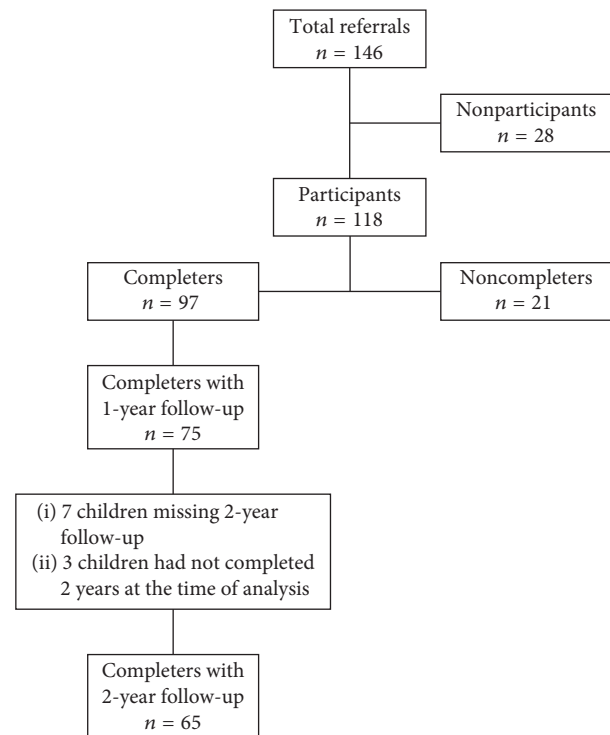 Total referrals
n = 146
Nonparticipants
n = 28
Participants
n = 118
Completers
n = 97
Noncompleters
n = 21
Completers with
1-year follow-up
n = 75
(i) 7 children missing 2-year
follow-up
(ii) 3 children had not completed
2 years at the time of analysis
Completers with
2-year follow-up
n = 65